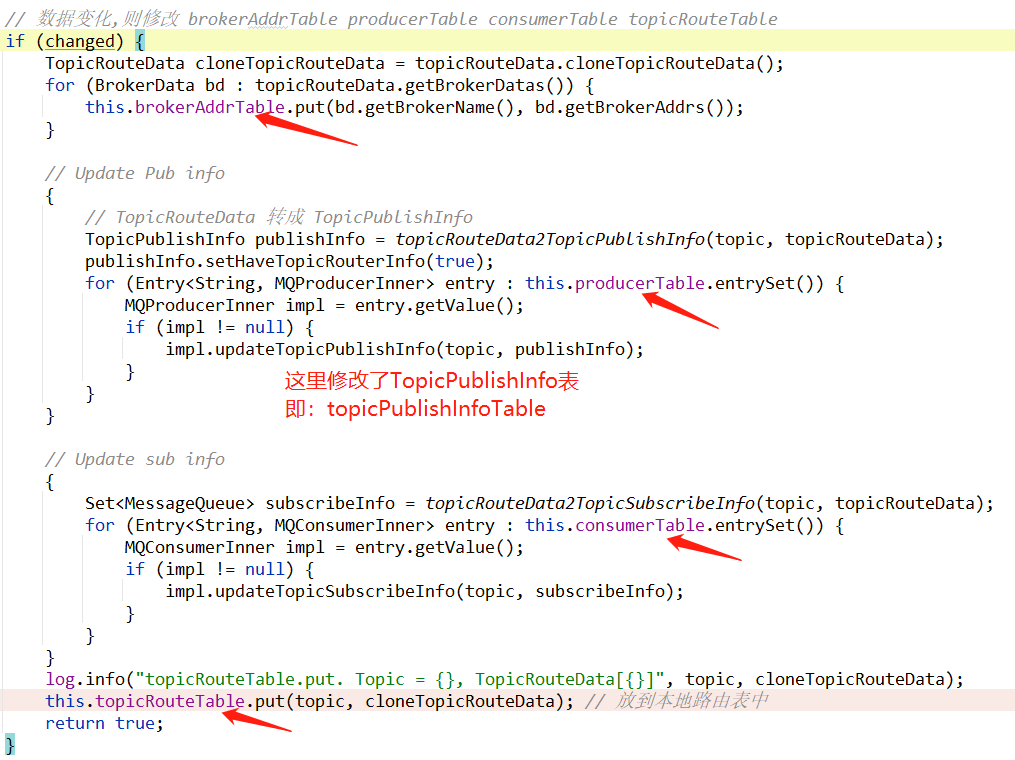 // 数据变化,则修改 brokerAddrTable producerTable consumerTable topicRouteTable
if (changed) {
    TopicRouteData cloneTopicRouteData = topicRouteData.cloneTopicRouteData();
    for (BrokerData bd : topicRouteData.getBrokerDatas()) {
        this.brokerAddrTable.put(bd.getBrokerName(), bd.getBrokerAddrs());
    }
    // Update Pub info
    {
        // TopicRouteData 转成 TopicPublishInfo
        TopicPublishInfo publishInfo = topicRouteData2TopicPublishInfo(topic, topicRouteData);
        publishInfo.setHaveTopicRouterInfo(true);
        for (Entry<String, MQProducerInner> entry : this.producerTable.entrySet()) {
            MQProducerInner impl = entry.getValue();
            if (impl != null) {
                impl.updateTopicPublishInfo(topic, publishInfo);
            }
这里修改了TopicPublishInfo表
        }
即：topicPublishInfoTable
    }
    // Update sub info
    {
        Set<MessageQueue> subscribeInfo = topicRouteData2TopicSubscribeInfo(topic, topicRouteData);
        for (Entry<String, MQConsumerInner> entry : this.consumerTable.entrySet()) {
            MQConsumerInner impl = entry.getValue();
            if (impl != null) {
                impl.updateTopicSubscribeInfo(topic, subscribeInfo);
            }
        }
    }
    log.info("topicRouteTable.put. Topic = {}, TopicRouteData[{}]", topic, cloneTopicRouteData);
    this.topicRouteTable.put(topic, cloneTopicRouteData); // 放到本地路由表中
    return true;
}